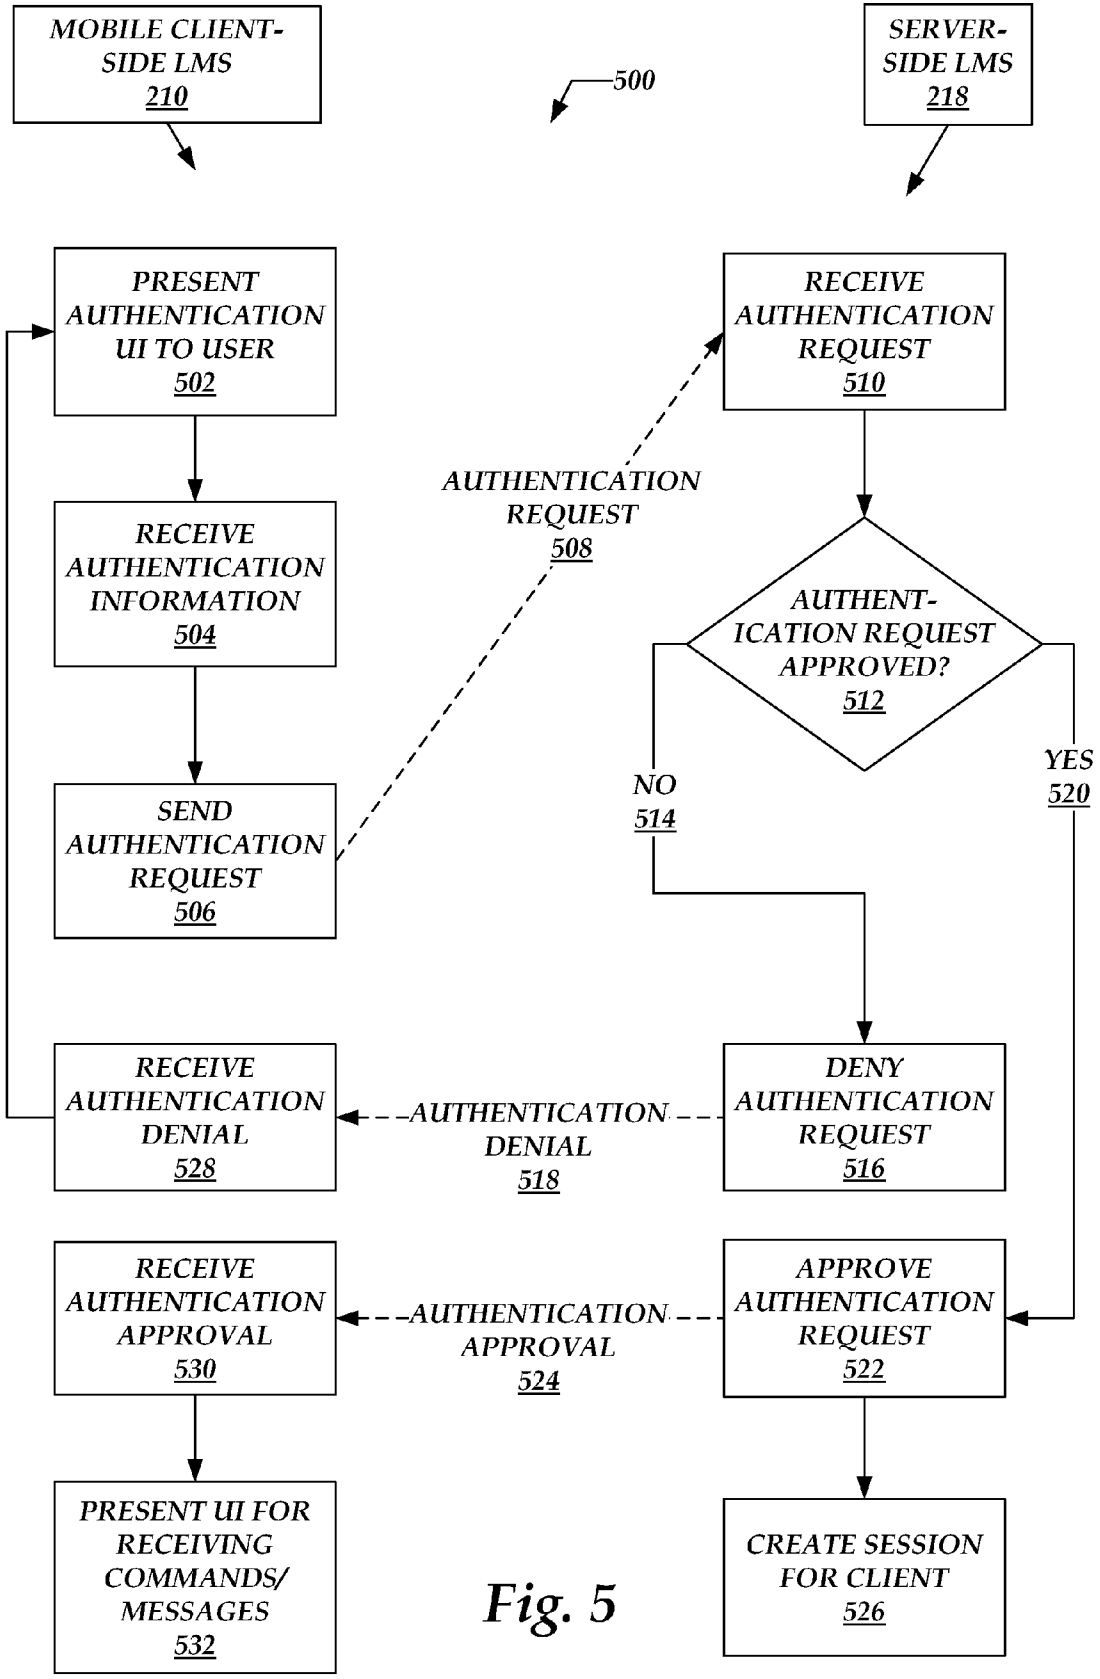 MOBILE CLIENT-
SIDE LMS
210
500
SERVER-
SIDE LMS
218
PRESENT
AUTHENTICATION
UI TO USER
502
RECEIVE
AUTHENTICATION
INFORMATION
504
SEND
AUTHENTICATION
REQUEST
506
AUTHENTICATION
REQUEST
508
RECEIVE
AUTHENTICATION
REQUEST
510
AUTHENT-
ICATION REQUEST
APPROVED?
512
NO
514
YES
520
DENY
AUTHENTICATION
REQUEST
516
AUTHENTICATION
DENIAL
518
RECEIVE
AUTHENTICATION
DENIAL
528
APPROVE
AUTHENTICATION
REQUEST
522
AUTHENTICATION
APPROVAL
524
RECEIVE
AUTHENTICATION
APPROVAL
530
PRESENT UI FOR
RECEIVING
COMMANDS/
MESSAGES
532
CREATE SESSION
FOR CLIENT
526
Fig. 5